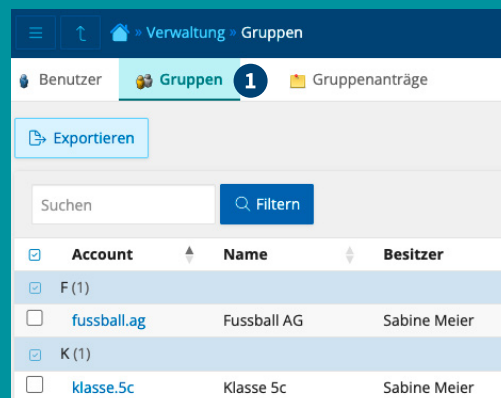 » Verwaltung » Gruppen
Benutzer Gruppen 1 Gruppenanträge
Exportieren
Suchen Filtern
Account Name Besitzer
F (1)
fussball.ag Fussball AG Sabine Meier
K (1)
klasse.5c Klasse 5c Sabine Meier